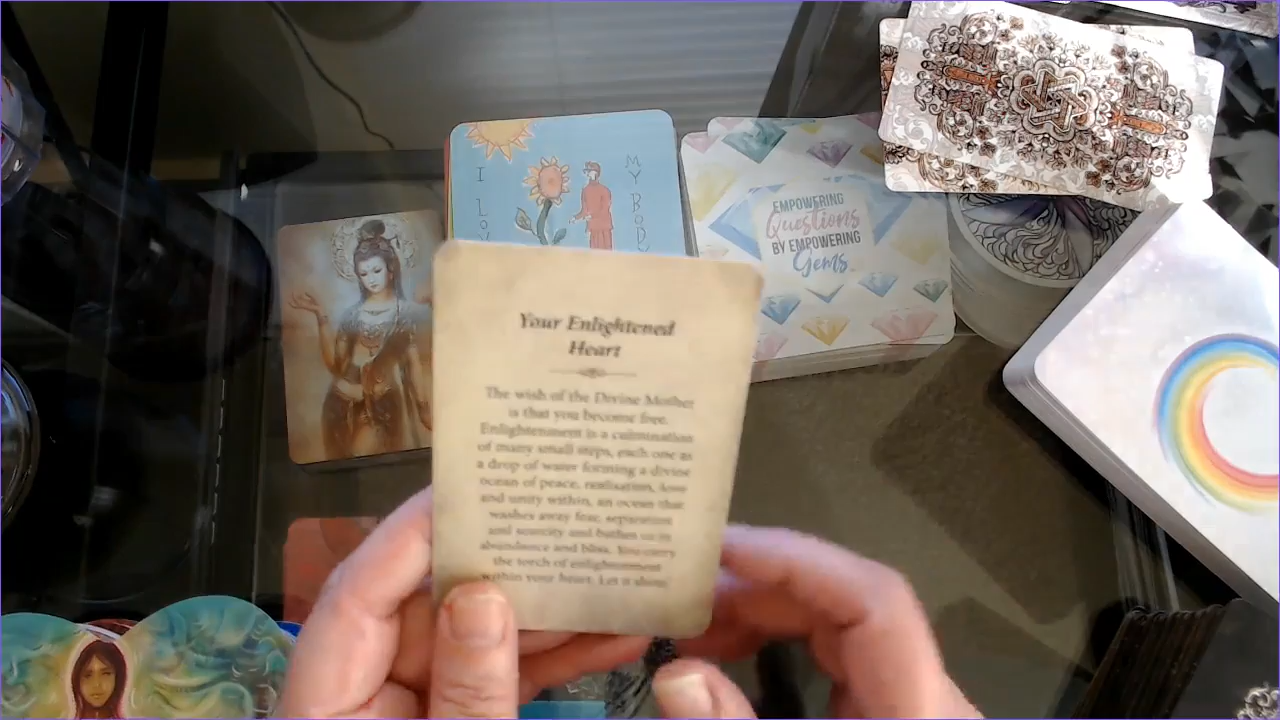 I
Lov
MY
BODY
EMPOWERING
Questions
BY EMPOWERING
Gems
Your Enlightened
Heart
The wish of the Divine Mother
is that you become free.
Enlightenment is a culmination
of many small steps, each one as
a drop of water forming a divine
ocean of peace, realisation, love
and unity within, an ocean that
washes away fear, separation
and scarcity and bathes us in
abundance and bliss. You carry
the torch of enlightenment
within your heart. Let it shine.